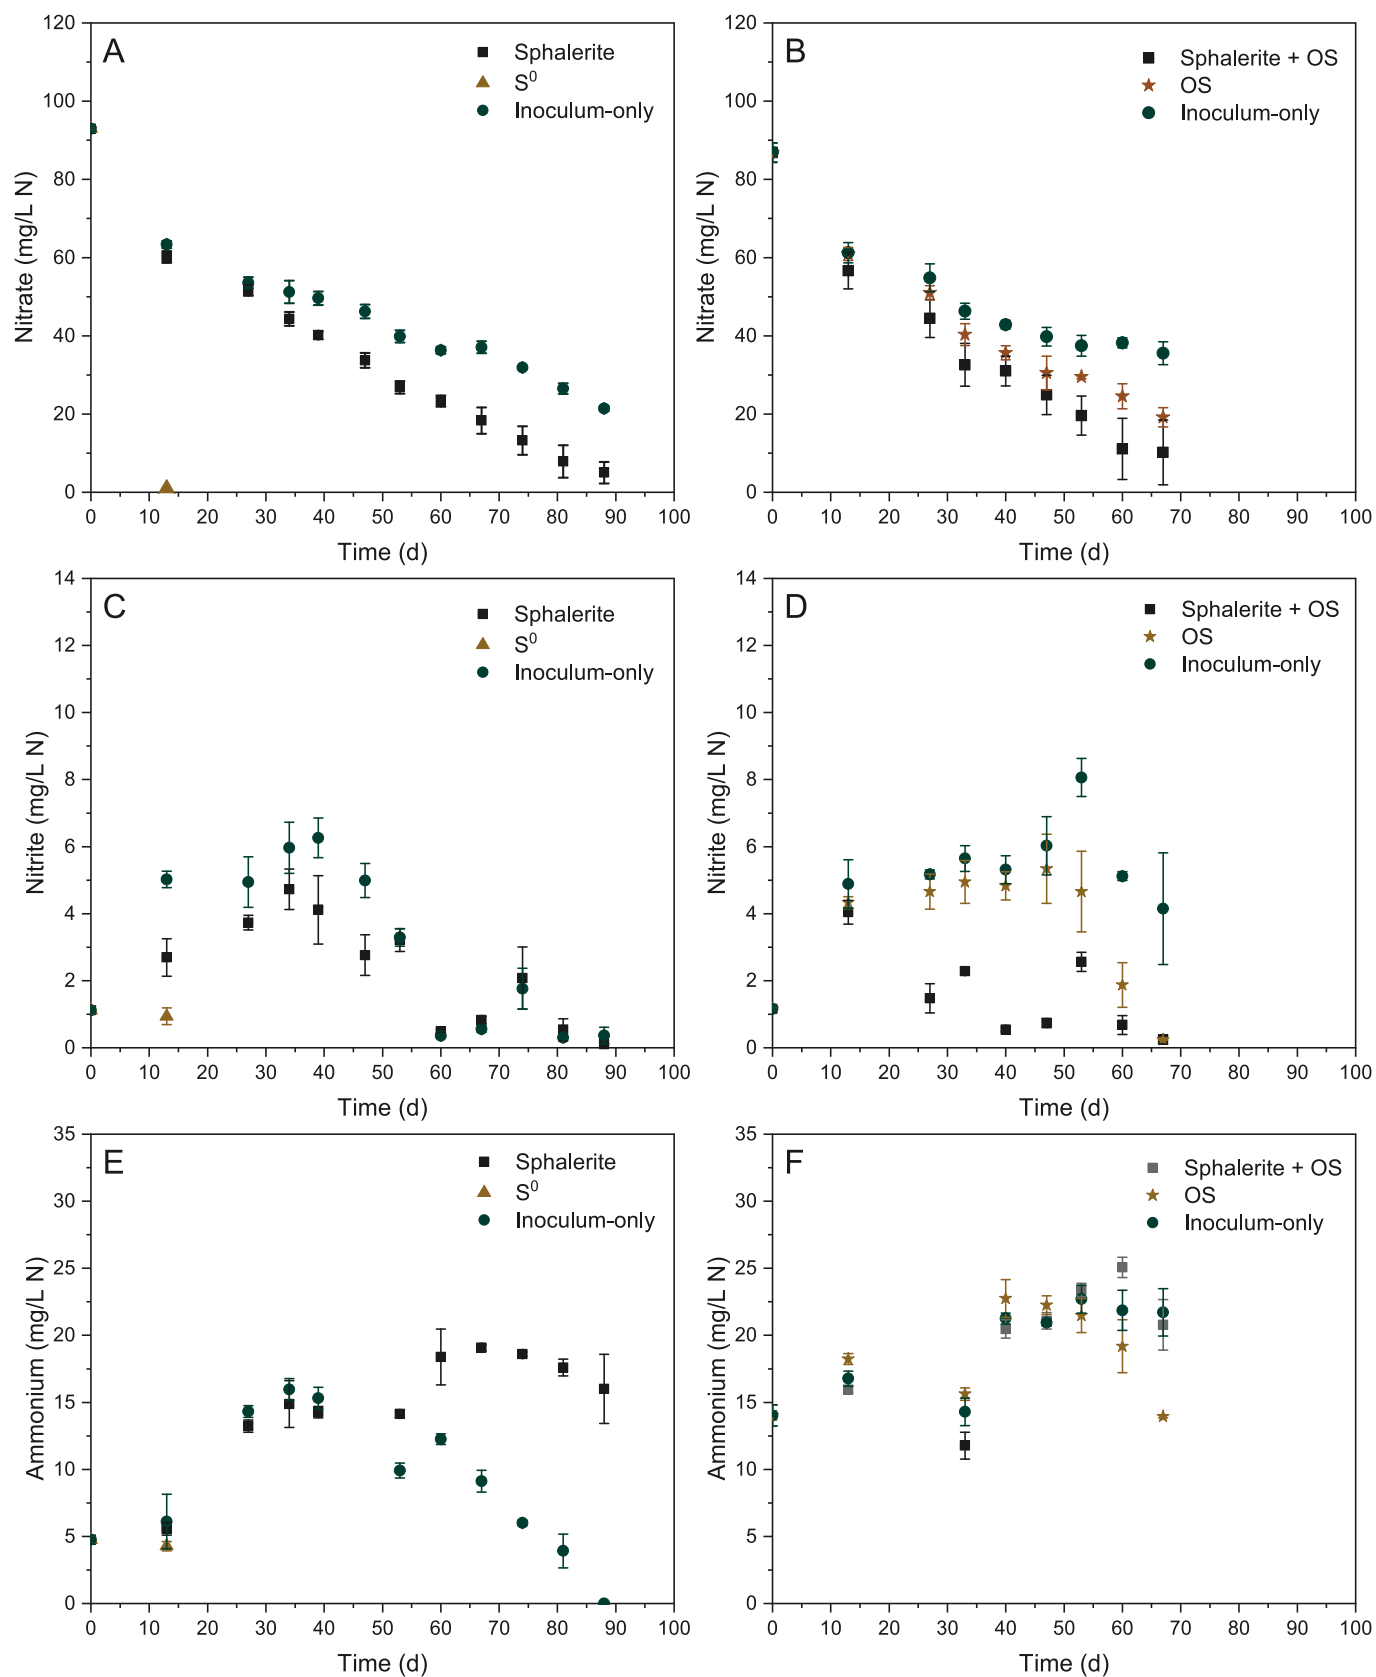 A
Sphalerite
S⁰
Inoculum-only
Nitrate (mg/L N)
120
100
80
60
40
20
0
0 10 20 30 40 50 60 70 80 90 100
Time (d)
B
Sphalerite + OS
OS
Inoculum-only
Nitrate (mg/L N)
120
100
80
60
40
20
0
0 10 20 30 40 50 60 70 80 90 100
Time (d)
C
Sphalerite
S⁰
Inoculum-only
Nitrite (mg/L N)
14
12
10
8
6
4
2
0
0 10 20 30 40 50 60 70 80 90 100
Time (d)
D
Sphalerite + OS
OS
Inoculum-only
Nitrite (mg/L N)
14
12
10
8
6
4
2
0
0 10 20 30 40 50 60 70 80 90 100
Time (d)
E
Sphalerite
S⁰
Inoculum-only
Ammonium (mg/L N)
35
30
25
20
15
10
5
0
0 10 20 30 40 50 60 70 80 90 100
Time (d)
F
Sphalerite + OS
OS
Inoculum-only
Ammonium (mg/L N)
35
30
25
20
15
10
5
0
0 10 20 30 40 50 60 70 80 90 100
Time (d)